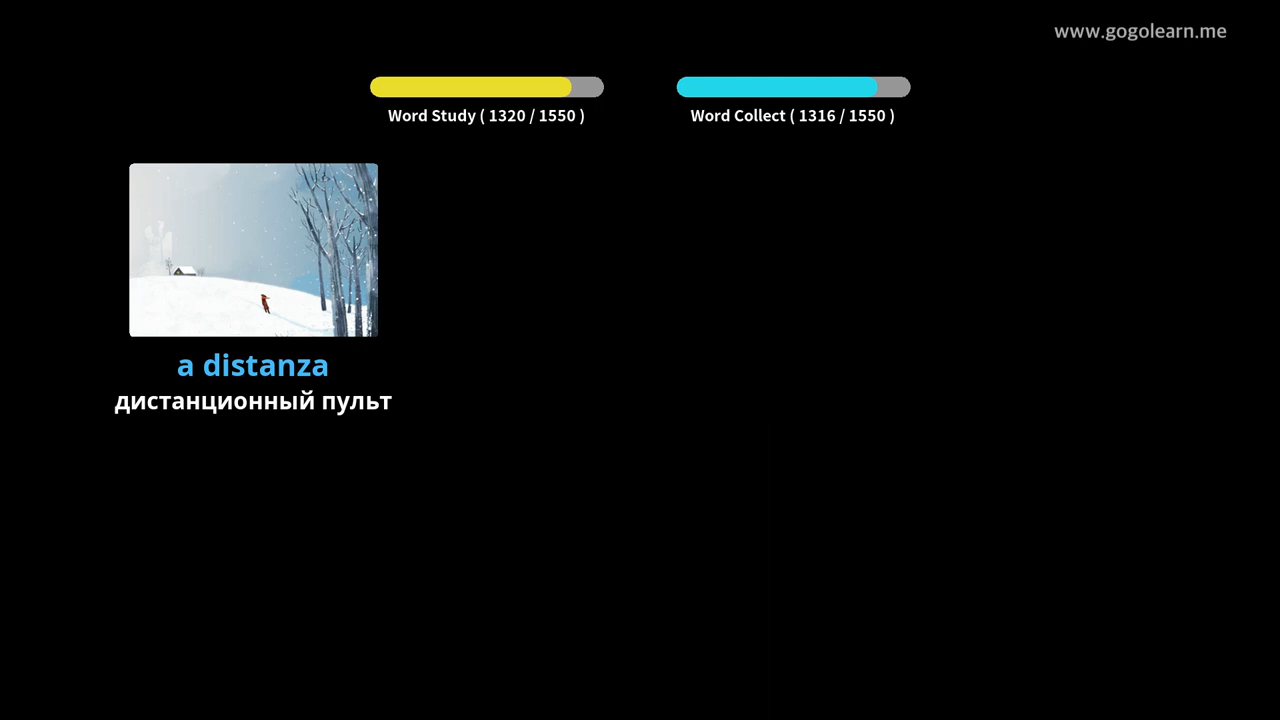 www.gogolearn.me
Word Study ( 1320 / 1550 )
Word Collect ( 1316 / 1550 )
a distanza
дистанционный пульт